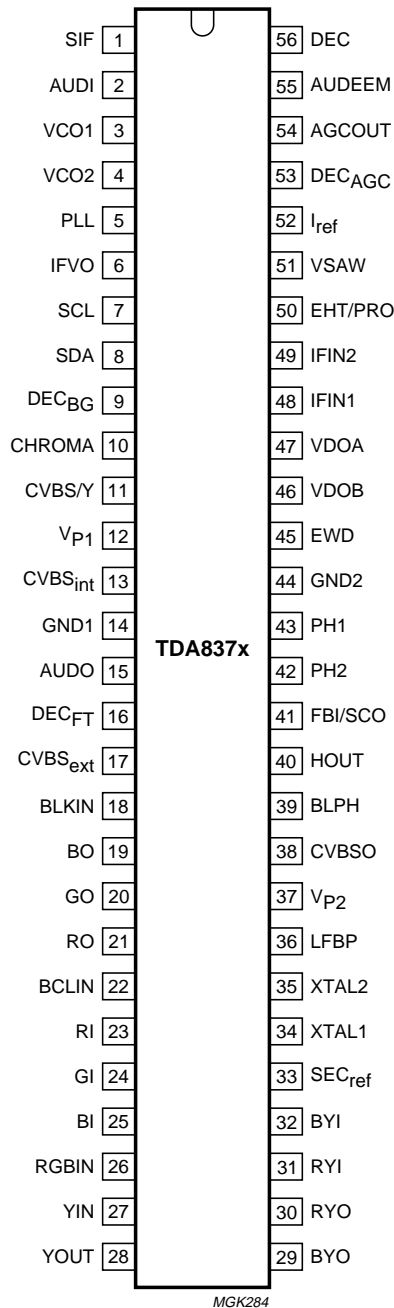 SIF 1 56 DEC
AUDI 2 55 AUDEEM
VCO1 3 54 AGCOUT
VCO2 4 53 DECAGC
PLL 5 52 Iref
IFVO 6 51 VSAW
SCL 7 50 EHT/PRO
SDA 8 49 IFIN2
DECBG 9 48 IFIN1
CHROMA 10 47 VDOA
CVBS/Y 11 46 VDOB
VP1 12 45 EWD
CVBSint 13 44 GND2
GND1 14 43 PH1
TDA837x
AUDO 15 42 PH2
DECFT 16 41 FBI/SCO
CVBSext 17 40 HOUT
BLKIN 18 39 BLPH
BO 19 38 CVBSO
GO 20 37 VP2
RO 21 36 LFBP
BCLIN 22 35 XTAL2
RI 23 34 XTAL1
GI 24 33 SECref
BI 25 32 BYI
RGBIN 26 31 RYI
YIN 27 30 RYO
YOUT 28 29 BYO
MGK284